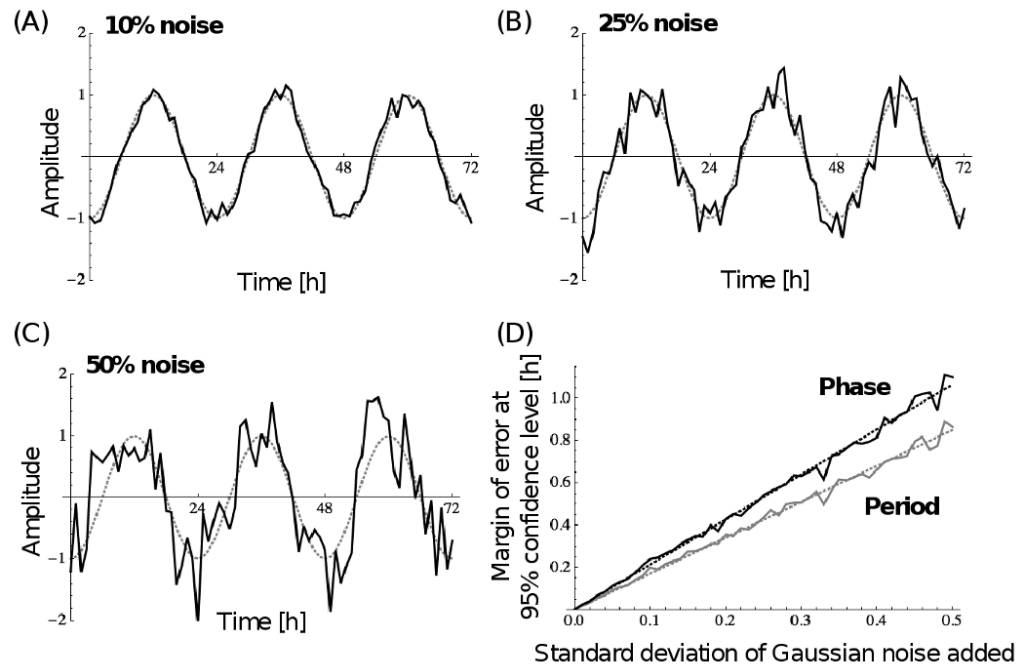 (A)
10% noise
2
1
Amplitude
24
48
72
−1
−2
Time [h]
(B)
25% noise
2
1
Amplitude
24
48
72
−1
−2
Time [h]
(C)
50% noise
2
1
Amplitude
24
48
72
−1
−2
Time [h]
(D)
Margin of error at
95% confidence level [h]
1.0
0.8
0.6
0.4
0.2
Phase
Period
0.0
0.1
0.2
0.3
0.4
0.5
Standard deviation of Gaussian noise added